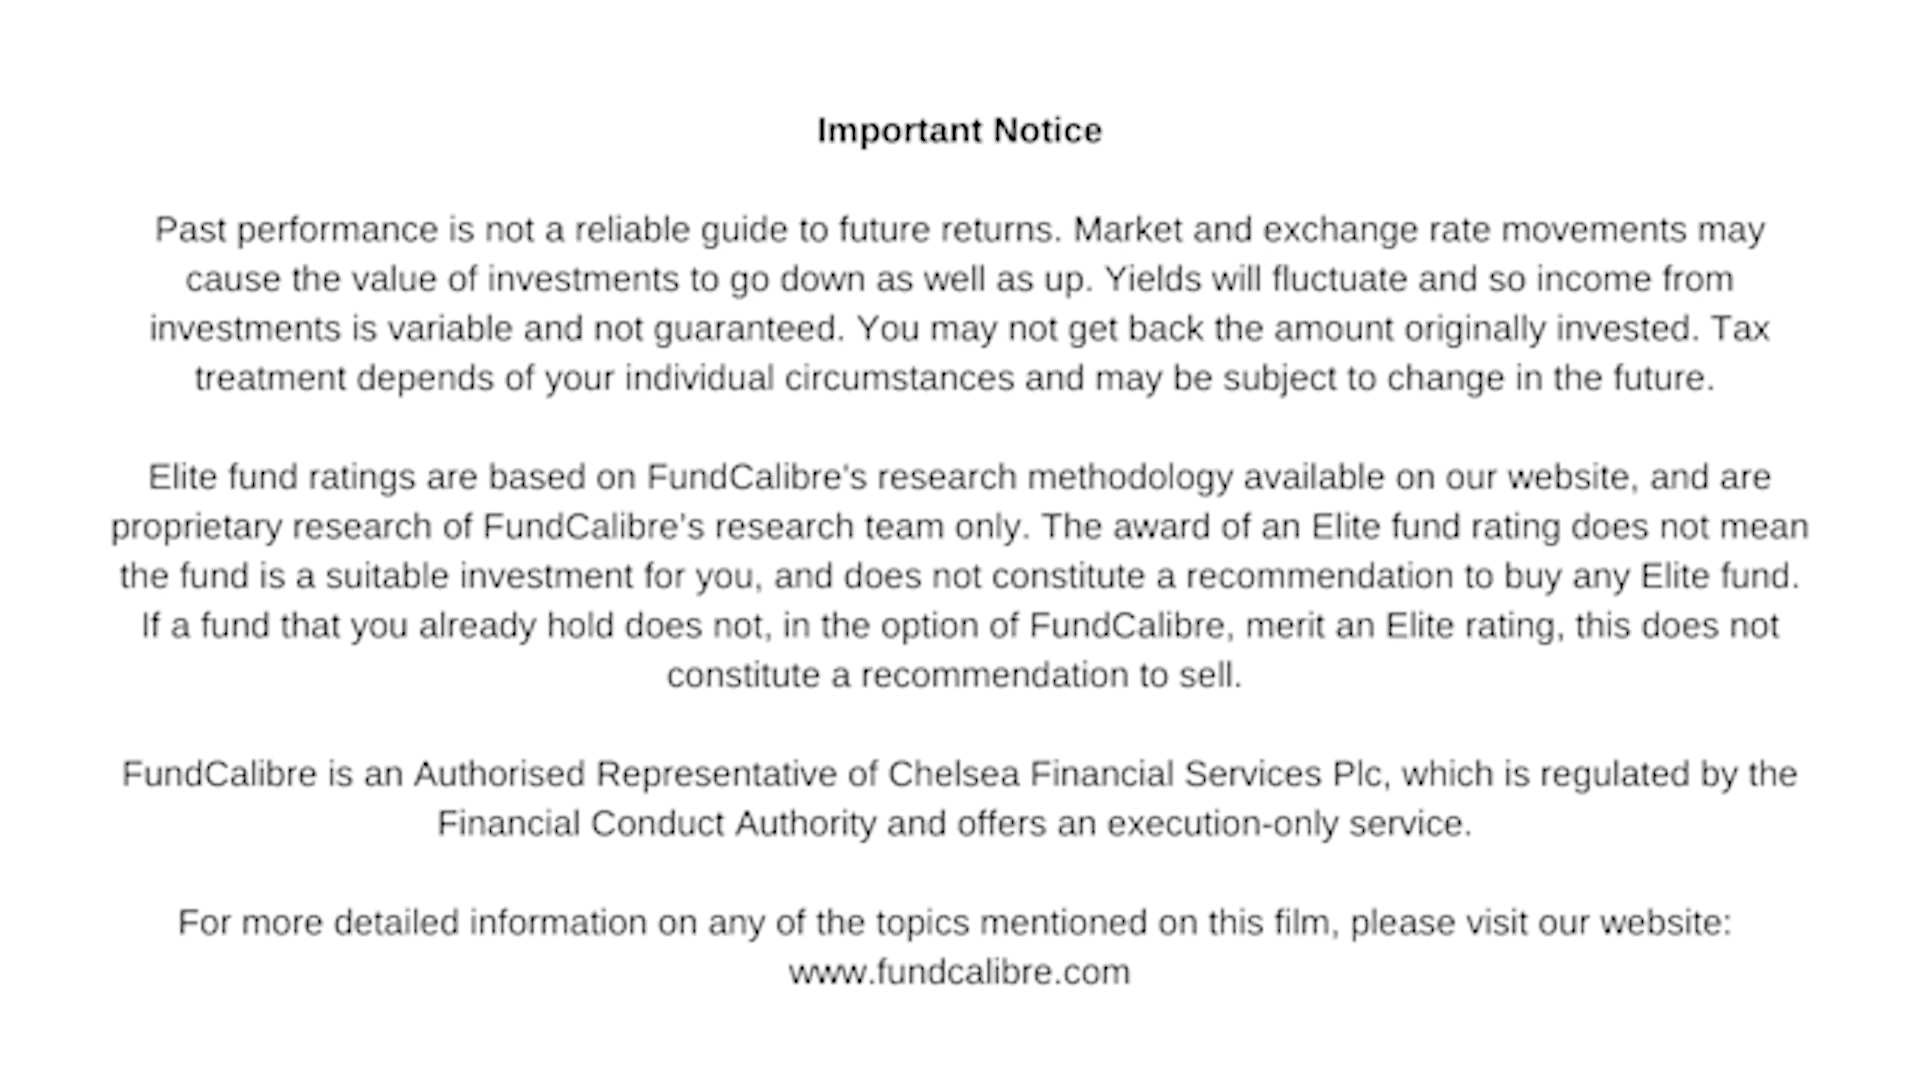 Important Notice
Past performance is not a reliable guide to future returns. Market and exchange rate movements may
cause the value of investments to go down as well as up. Yields will fluctuate and so income from
investments is variable and not guaranteed. You may not get back the amount originally invested. Tax
treatment depends of your individual circumstances and may be subject to change in the future.
Elite fund ratings are based on FundCalibre's research methodology available on our website, and are
proprietary research of FundCalibre's research team only. The award of an Elite fund rating does not mean
the fund is a suitable investment for you, and does not constitute a recommendation to buy any Elite fund.
If a fund that you already hold does not, in the option of FundCalibre, merit an Elite rating, this does not
constitute a recommendation to sell.
FundCalibre is an Authorised Representative of Chelsea Financial Services Plc, which is regulated by the
Financial Conduct Authority and offers an execution-only service.
For more detailed information on any of the topics mentioned on this film, please visit our website:
www.fundcalibre.com